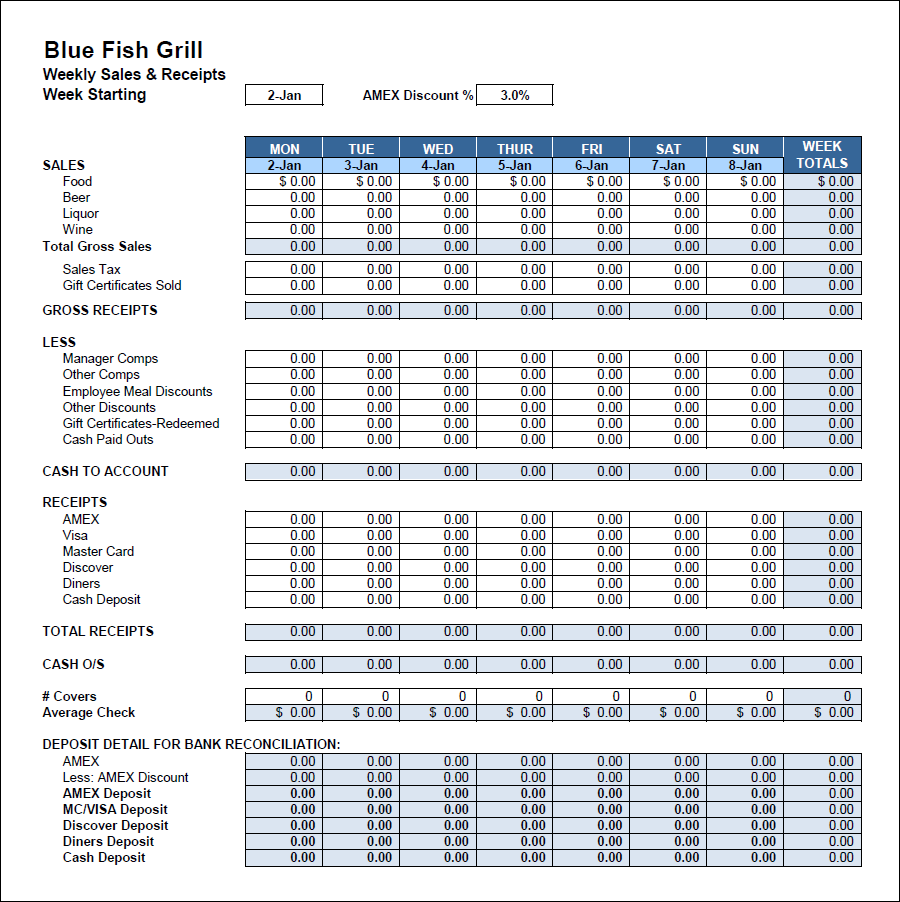 Blue Fish Grill
Weekly Sales & Receipts
Week Starting 2-Jan AMEX Discount % 3.0%
MON TUE WED THUR FRI SAT SUN WEEK TOTALS
SALES 2-Jan 3-Jan 4-Jan 5-Jan 6-Jan 7-Jan 8-Jan
Food $ 0.00 $ 0.00 $ 0.00 $ 0.00 $ 0.00 $ 0.00 $ 0.00 $ 0.00
Beer 0.00 0.00 0.00 0.00 0.00 0.00 0.00 0.00
Liquor 0.00 0.00 0.00 0.00 0.00 0.00 0.00 0.00
Wine 0.00 0.00 0.00 0.00 0.00 0.00 0.00 0.00
Total Gross Sales 0.00 0.00 0.00 0.00 0.00 0.00 0.00 0.00
Sales Tax 0.00 0.00 0.00 0.00 0.00 0.00 0.00 0.00
Gift Certificates Sold 0.00 0.00 0.00 0.00 0.00 0.00 0.00 0.00
GROSS RECEIPTS 0.00 0.00 0.00 0.00 0.00 0.00 0.00 0.00
LESS
Manager Comps 0.00 0.00 0.00 0.00 0.00 0.00 0.00 0.00
Other Comps 0.00 0.00 0.00 0.00 0.00 0.00 0.00 0.00
Employee Meal Discounts 0.00 0.00 0.00 0.00 0.00 0.00 0.00 0.00
Other Discounts 0.00 0.00 0.00 0.00 0.00 0.00 0.00 0.00
Gift Certificates-Redeemed 0.00 0.00 0.00 0.00 0.00 0.00 0.00 0.00
Cash Paid Outs 0.00 0.00 0.00 0.00 0.00 0.00 0.00 0.00
CASH TO ACCOUNT 0.00 0.00 0.00 0.00 0.00 0.00 0.00 0.00
RECEIPTS
AMEX 0.00 0.00 0.00 0.00 0.00 0.00 0.00 0.00
Visa 0.00 0.00 0.00 0.00 0.00 0.00 0.00 0.00
Master Card 0.00 0.00 0.00 0.00 0.00 0.00 0.00 0.00
Discover 0.00 0.00 0.00 0.00 0.00 0.00 0.00 0.00
Diners 0.00 0.00 0.00 0.00 0.00 0.00 0.00 0.00
Cash Deposit 0.00 0.00 0.00 0.00 0.00 0.00 0.00 0.00
TOTAL RECEIPTS 0.00 0.00 0.00 0.00 0.00 0.00 0.00 0.00
CASH O/S 0.00 0.00 0.00 0.00 0.00 0.00 0.00 0.00
# Covers 0 0 0 0 0 0 0 0
Average Check $ 0.00 $ 0.00 $ 0.00 $ 0.00 $ 0.00 $ 0.00 $ 0.00 $ 0.00
DEPOSIT DETAIL FOR BANK RECONCILIATION:
AMEX 0.00 0.00 0.00 0.00 0.00 0.00 0.00 0.00
Less: AMEX Discount 0.00 0.00 0.00 0.00 0.00 0.00 0.00 0.00
AMEX Deposit 0.00 0.00 0.00 0.00 0.00 0.00 0.00 0.00
MC/VISA Deposit 0.00 0.00 0.00 0.00 0.00 0.00 0.00 0.00
Discover Deposit 0.00 0.00 0.00 0.00 0.00 0.00 0.00 0.00
Diners Deposit 0.00 0.00 0.00 0.00 0.00 0.00 0.00 0.00
Cash Deposit 0.00 0.00 0.00 0.00 0.00 0.00 0.00 0.00